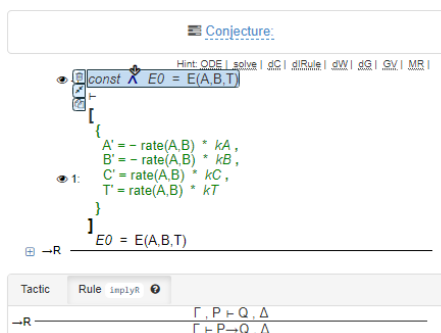 Conjecture:
Hint: ODE | solve | dC | dIRule | dW | dG | GV | MR |
const ∧ E0 = E(A,B,T)
⊢
[
{
A' = − rate(A,B) * kA ,
B' = − rate(A,B) * kB ,
1: C' = rate(A,B) * kC ,
T' = rate(A,B) * kT
}
]
E0 = E(A,B,T)
→R
Tactic Rule implyR
Γ , P ⊢ Q , Δ
→R
Γ ⊢ P→Q , Δ